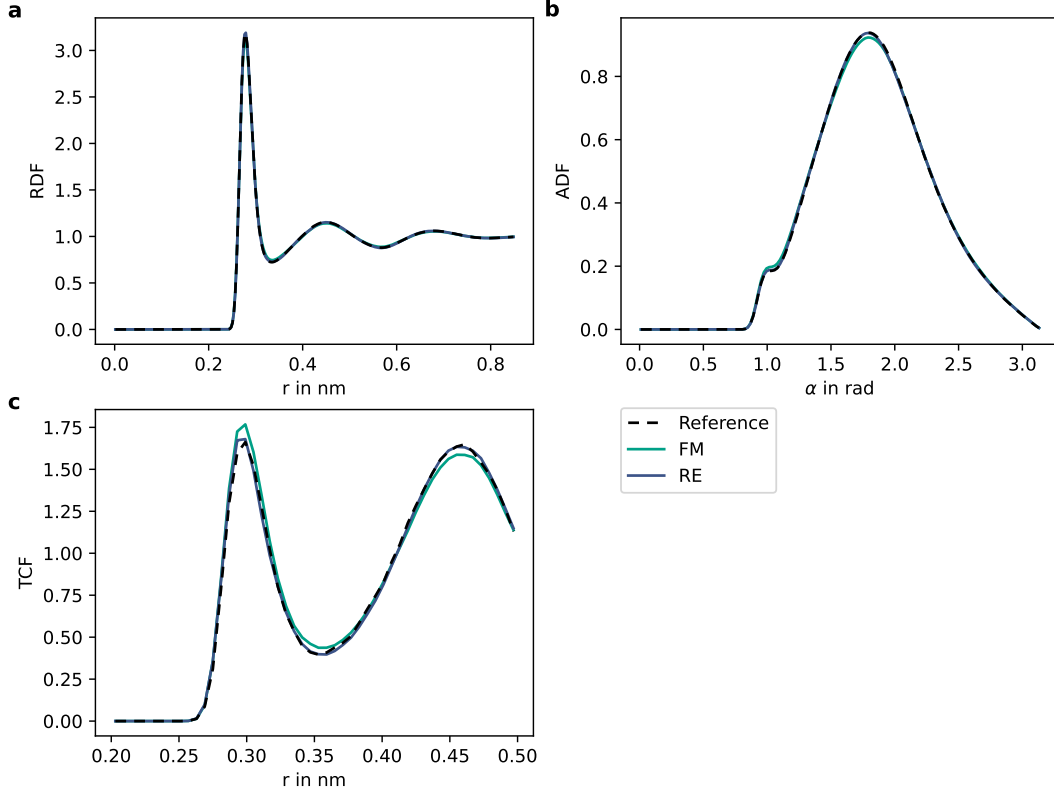 a
RDF
3.0
2.5
2.0
1.5
1.0
0.5
0.0
0.0 0.2 0.4 0.6 0.8
r in nm
b
ADF
0.8
0.6
0.4
0.2
0.0
0.0 0.5 1.0 1.5 2.0 2.5 3.0
α in rad
c
TCF
1.75
1.50
1.25
1.00
0.75
0.50
0.25
0.00
0.20 0.25 0.30 0.35 0.40 0.45 0.50
r in nm
Reference
FM
RE